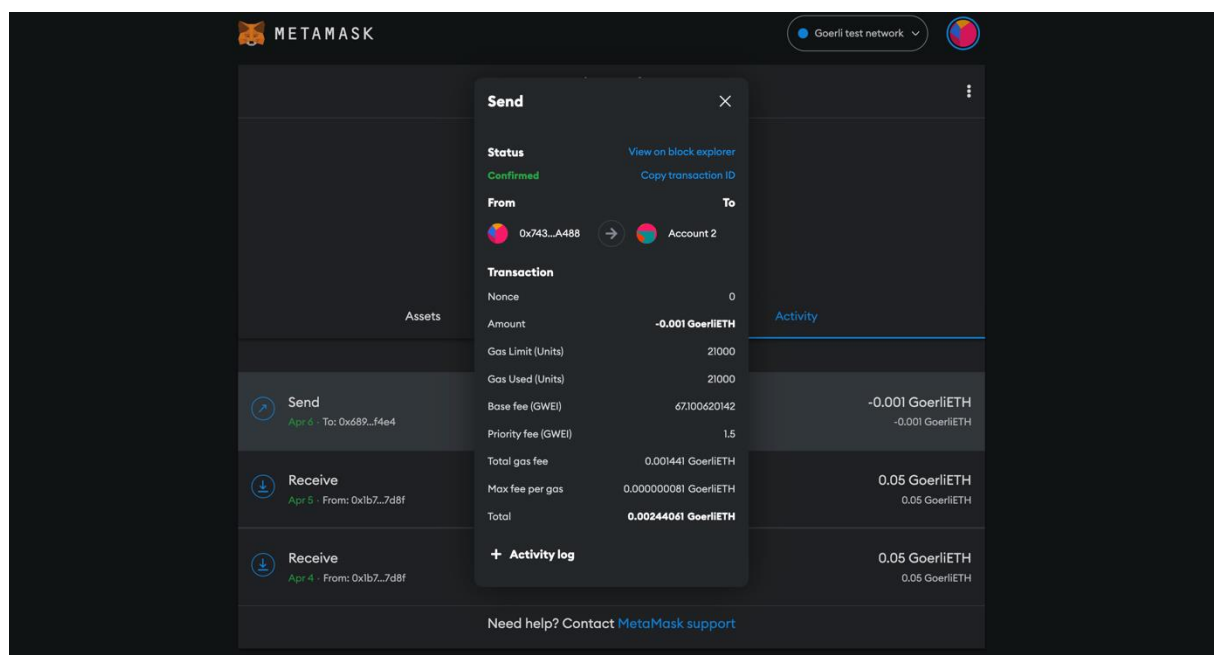 METAMASK
Goerli test network
Send
Status View on block explorer
Confirmed Copy transaction ID
From To
0x743...A488 Account 2
Transaction
Nonce 0
Amount -0.001 GoerliETH
Gas Limit (Units) 21000
Gas Used (Units) 21000
Base fee (GWEI) 67.100620142
Priority fee (GWEI) 1.5
Total gas fee 0.001441 GoerliETH
Max fee per gas 0.000000081 GoerliETH
Total 0.00244061 GoerliETH
+ Activity log
Assets Activity
Send -0.001 GoerliETH
Apr 6 · To: 0x689...f4e4 -0.001 GoerliETH
Receive 0.05 GoerliETH
Apr 5 · From: 0x1b7...7d8f 0.05 GoerliETH
Receive 0.05 GoerliETH
Apr 4 · From: 0x1b7...7d8f 0.05 GoerliETH
Need help? Contact MetaMask support